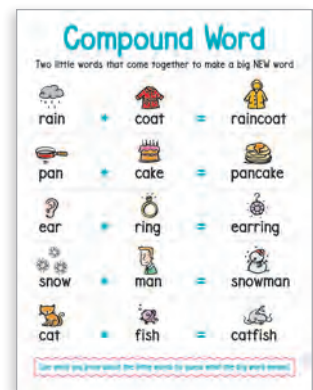 Compound Word
Two little words that come together to make a big NEW word
rain + coat = raincoat
pan + cake = pancake
ear + ring = earring
snow + man = snowman
cat + fish = catfish